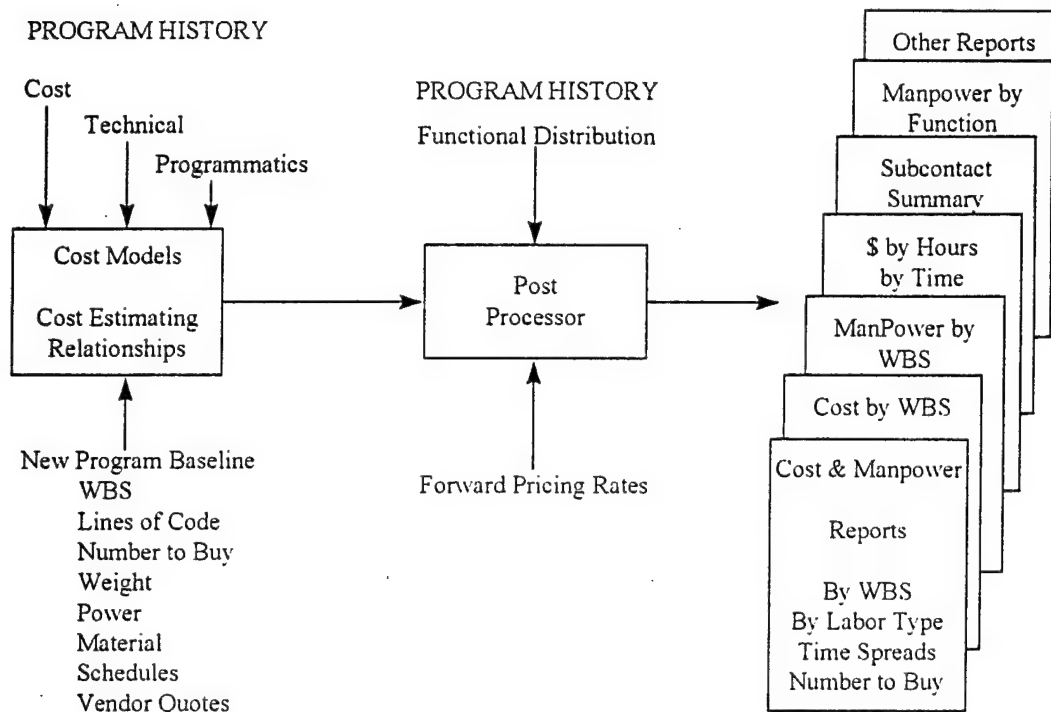 PROGRAM HISTORY
Cost
Technical
Programmatics
Cost Models
Cost Estimating
Relationships
New Program Baseline
WBS
Lines of Code
Number to Buy
Weight
Power
Material
Schedules
Vendor Quotes
PROGRAM HISTORY
Functional Distribution
Post
Processor
Forward Pricing Rates
Other Reports
Manpower by
Function
Subcontact
Summary
$ by Hours
by Time
ManPower by
WBS
Cost by WBS
Cost & Manpower
Reports
By WBS
By Labor Type
Time Spreads
Number to Buy